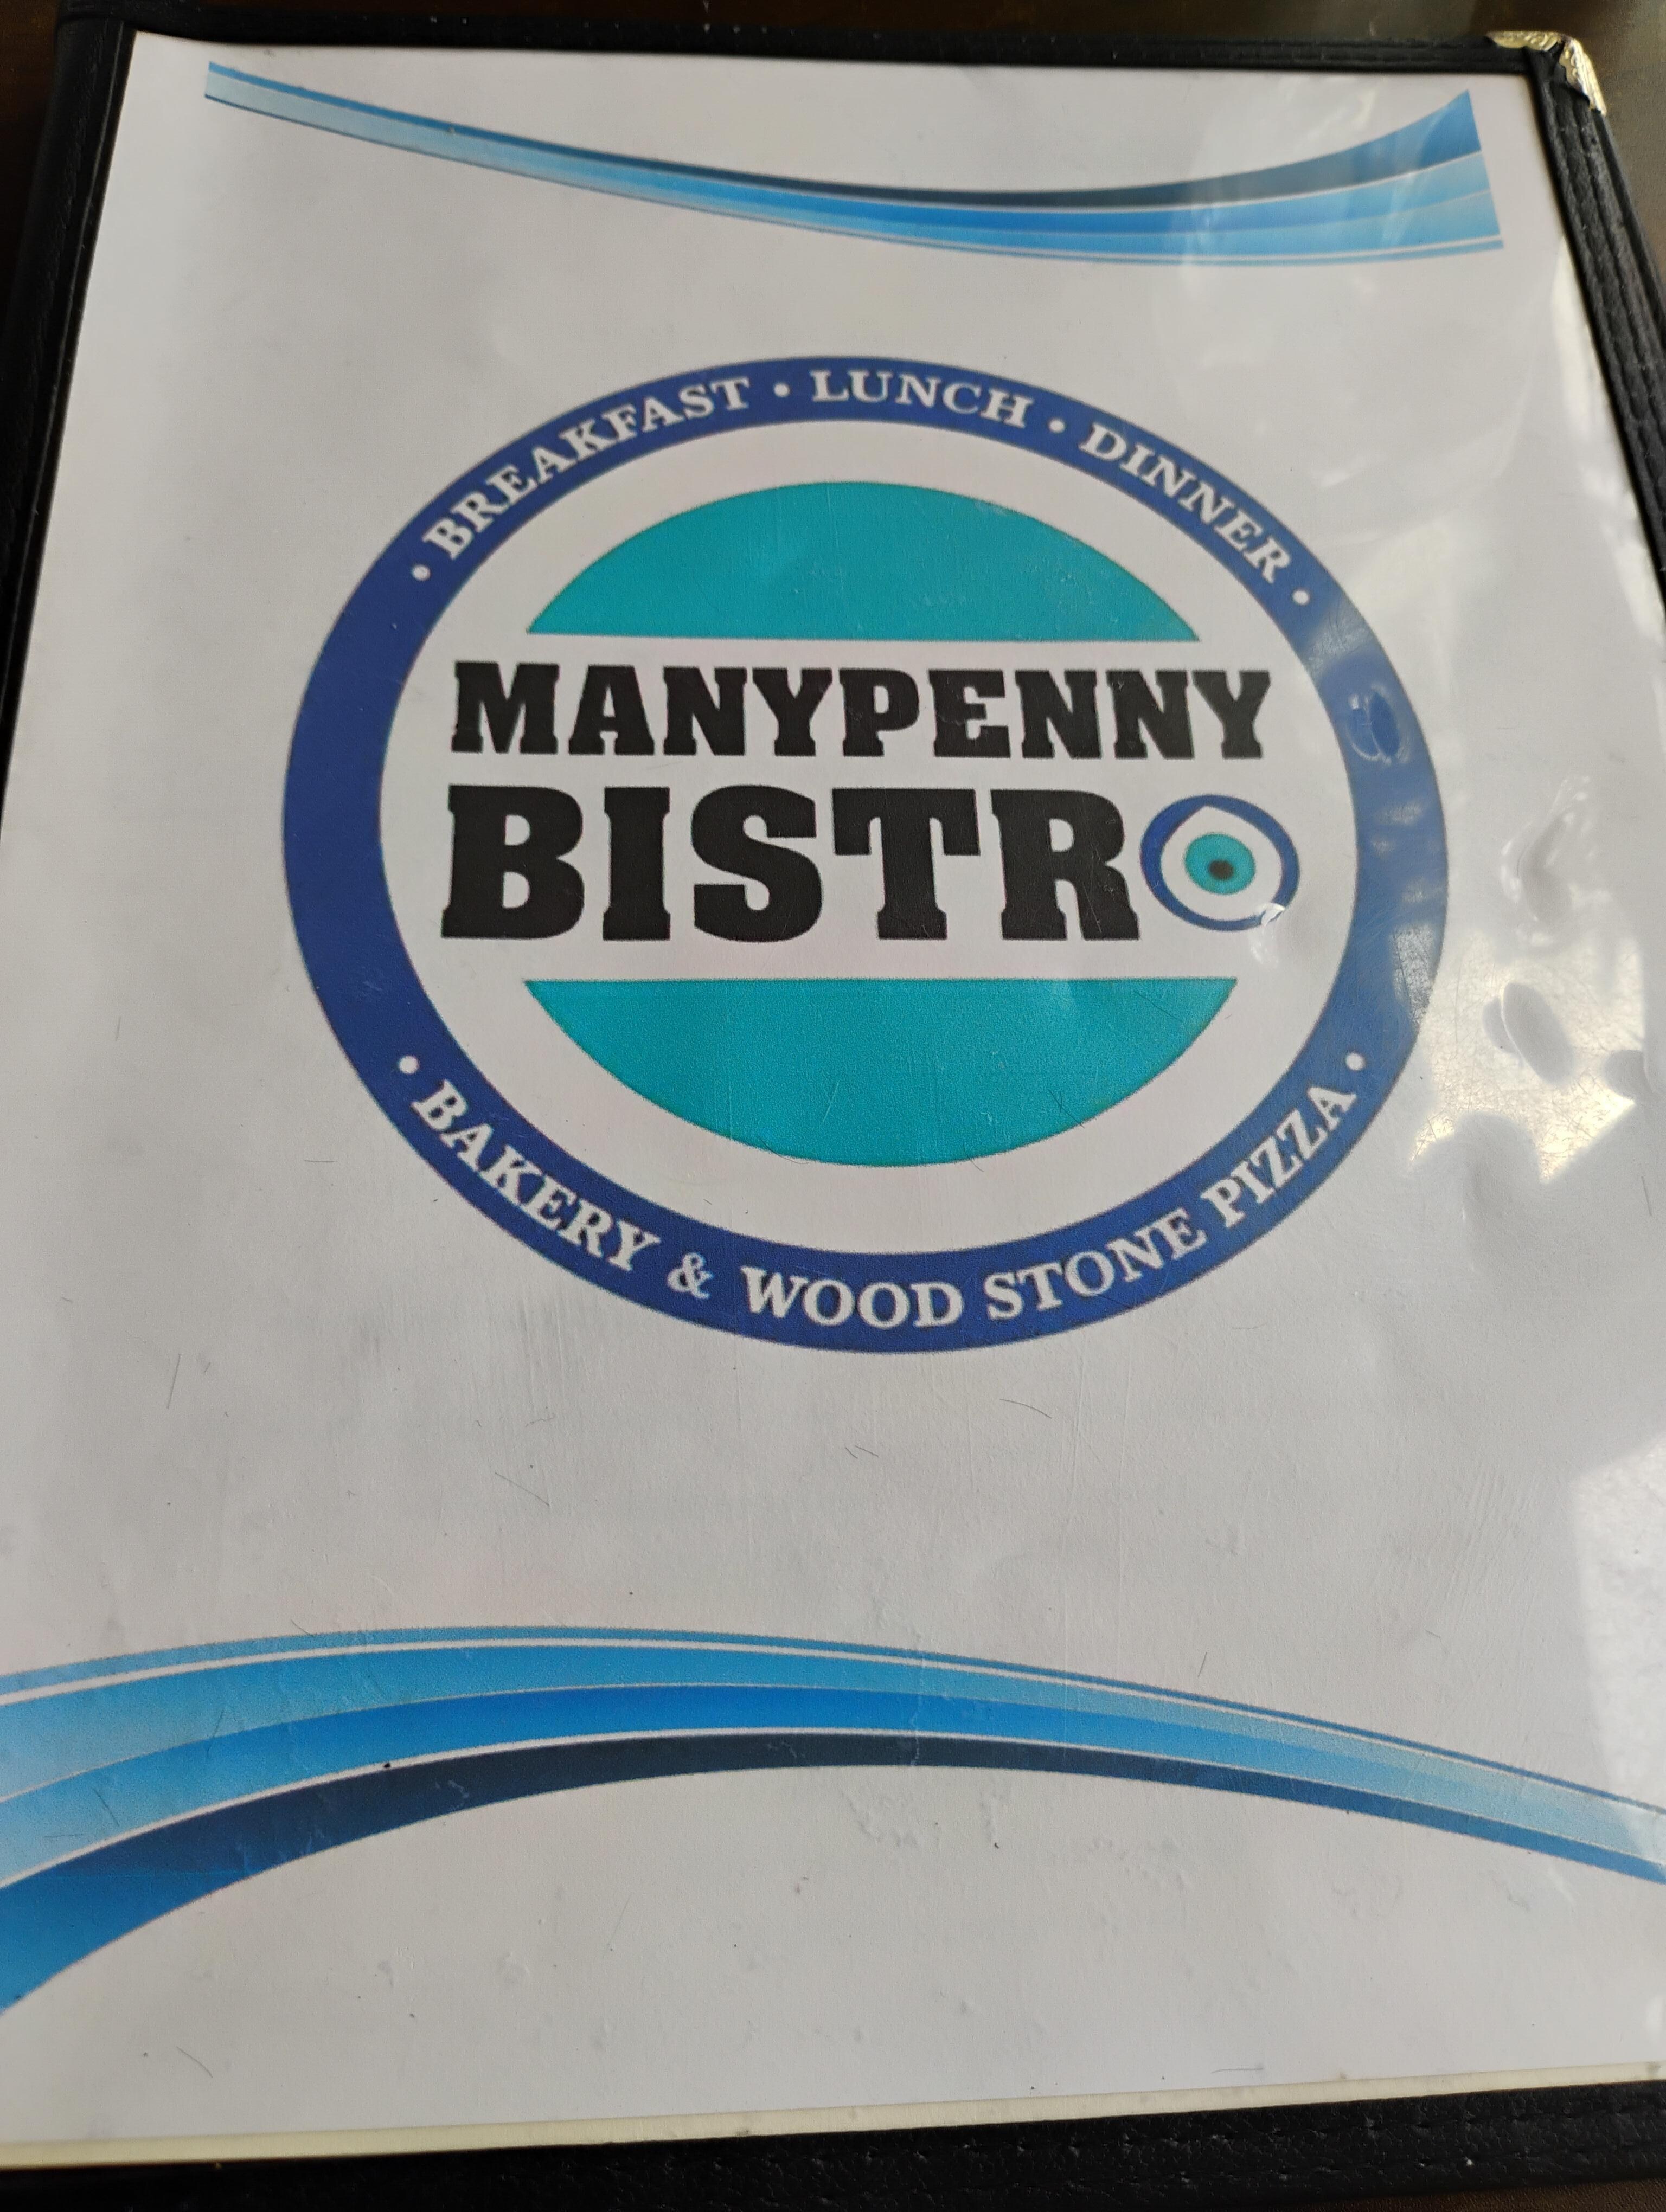 • BREAKFAST • LUNCH • DINNER •
MANYPENNY
BISTRO
• BAKERY & WOOD STONE PIZZA •